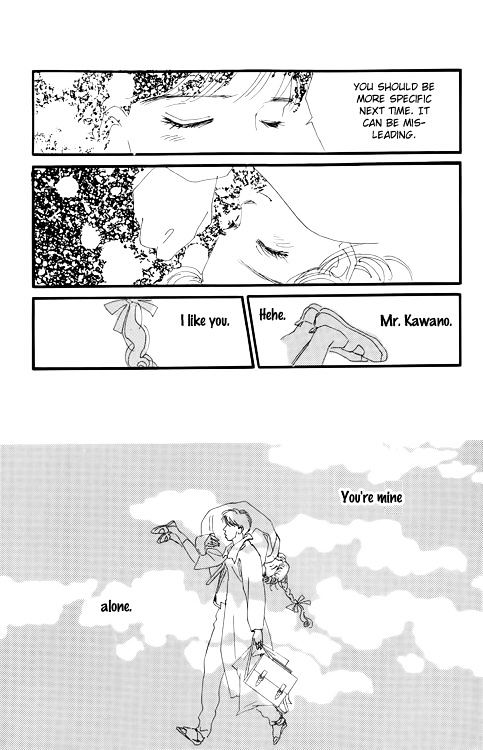 YOU SHOULD BE
MORE SPECIFIC
NEXT TIME. IT
CAN BE MIS-
LEADING.
I like you.
Hehe.
Mr. Kawano.
You're mine
alone.